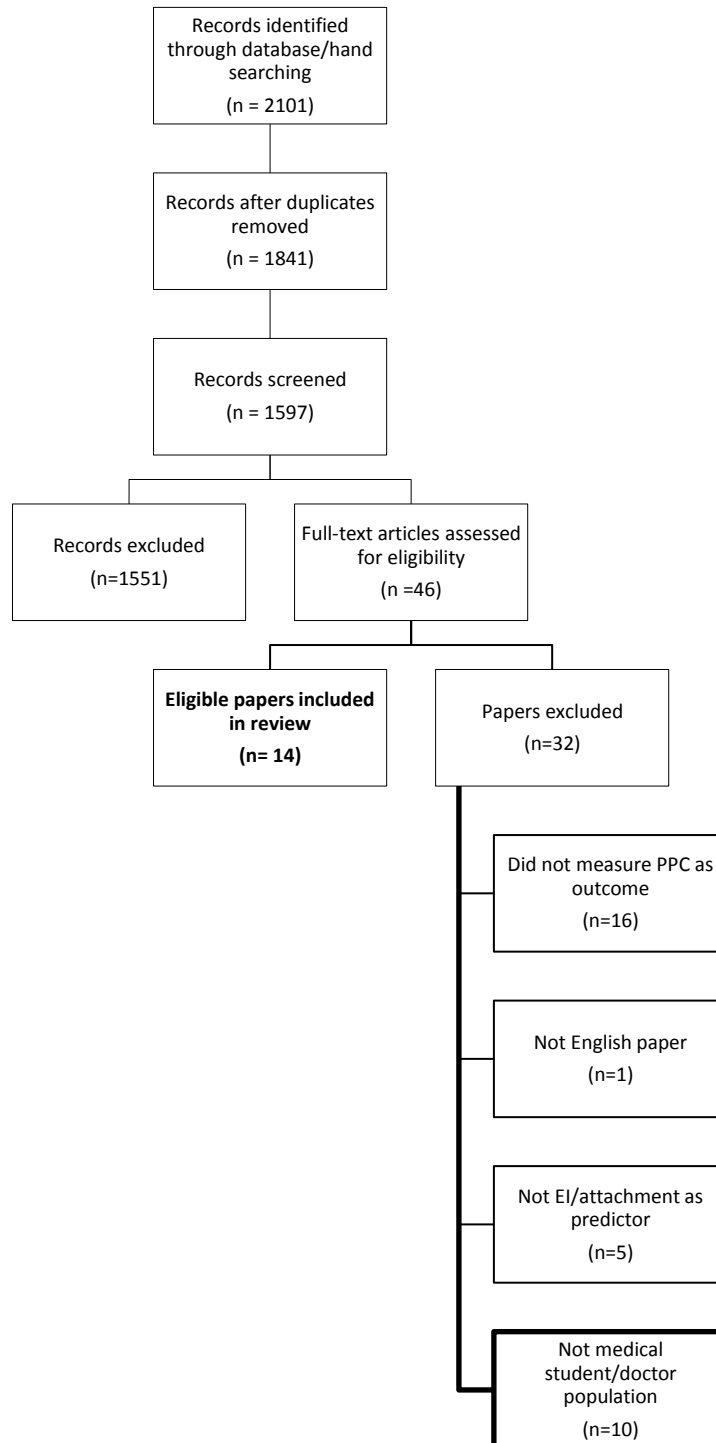 Records identified
through database/hand
searching
(n = 2101)
Records after duplicates
removed
(n = 1841)
Records screened
(n = 1597)
Records excluded
(n=1551)
Full-text articles assessed
for eligibility
(n =46)
Eligible papers included
in review
(n= 14)
Papers excluded
(n=32)
Did not measure PPC as
outcome
(n=16)
Not English paper
(n=1)
Not EI/attachment as
predictor
(n=5)
Not medical
student/doctor
population
(n=10)